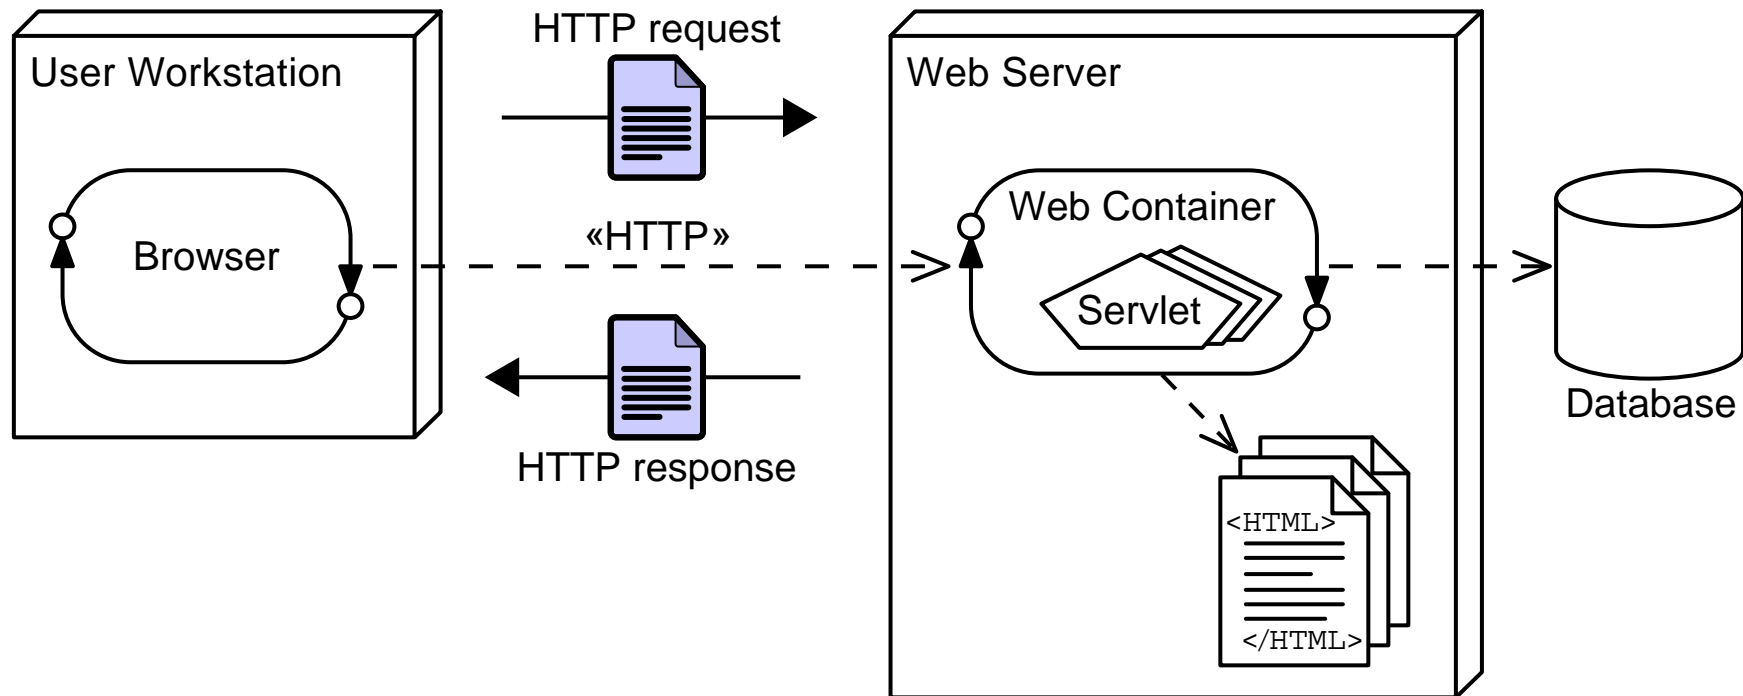 HTTP request
User Workstation
Web Server
Web Container
«HTTP»
Browser
Servlet
Database
HTTP response
<HTML>
</HTML>